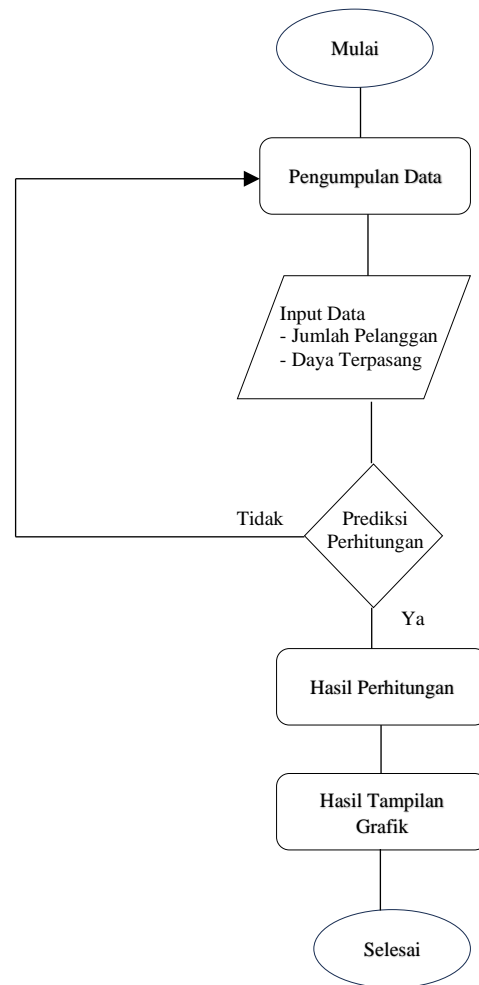 Mulai
Pengumpulan Data
Input Data
- Jumlah Pelanggan
- Daya Terpasang
Tidak
Prediksi
Perhitungan
Ya
Hasil Perhitungan
Hasil Tampilan
Grafik
Selesai